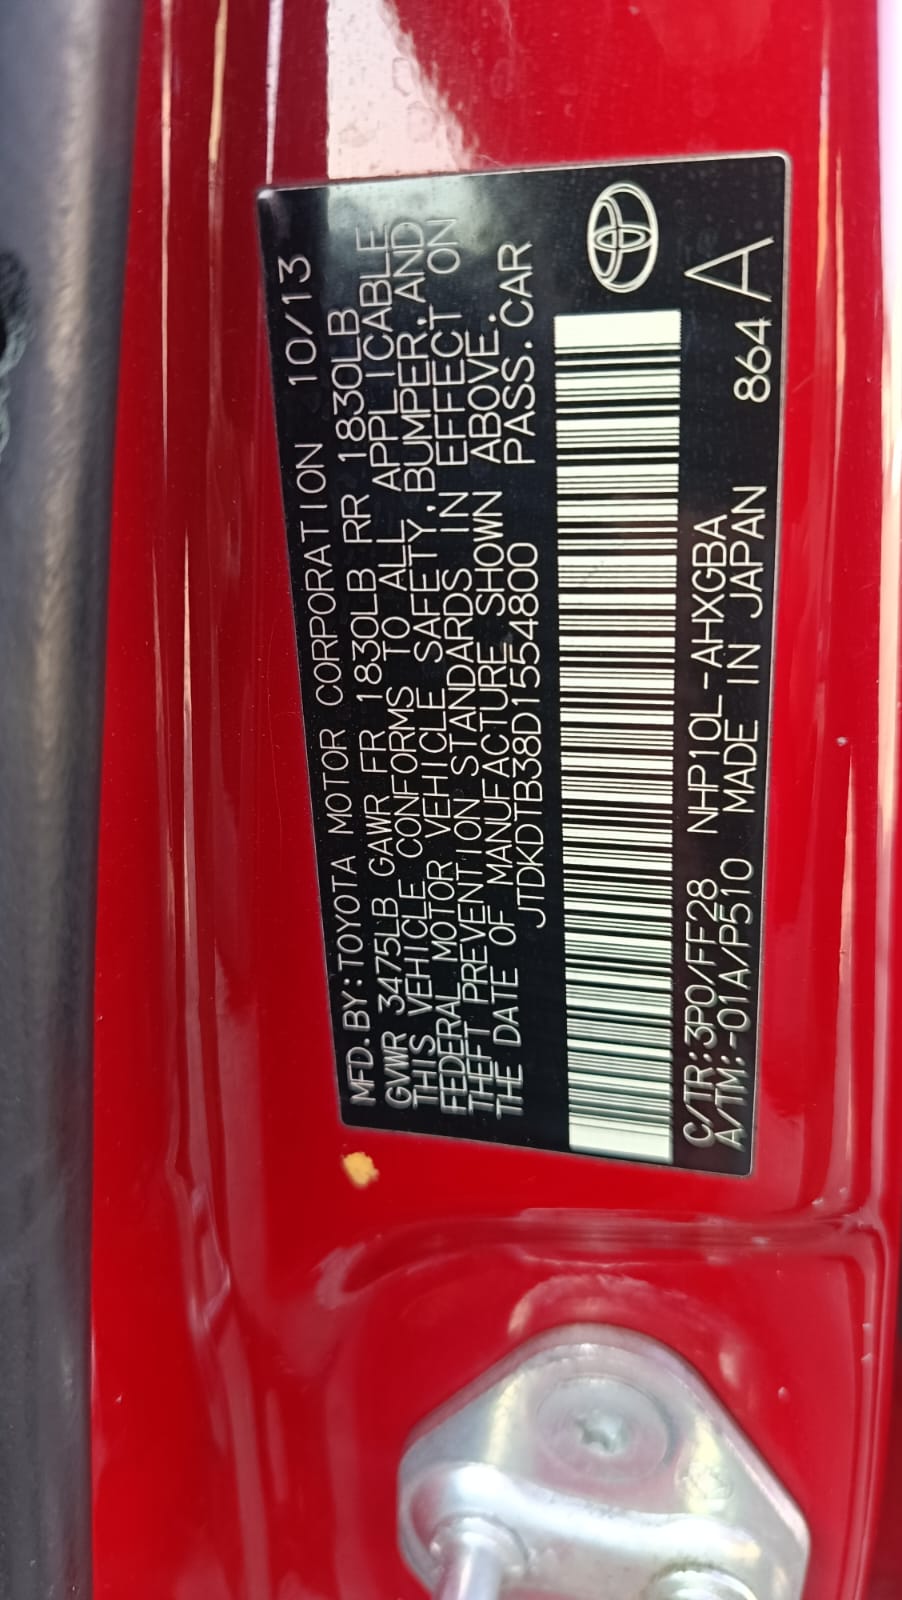 MFD.BY:TOYOTA MOTOR CORPORATION 10/13
GVWR 3475LB GAWR FR 1830LB RR 1830LB
THIS VEHICLE CONFORMS TO ALL APPLICABLE
FEDERAL MOTOR VEHICLE SAFETY,BUMPER,AND
THEFT PREVENTION STANDARDS IN EFFECT ON
THE DATE OF MANUFACTURE SHOWN ABOVE.
JTDKDTB38D1554800 PASS.CAR
C/TR:3P0/FF28 NHP10L-AHXGBA
A/TM:-01A/P510 MADE IN JAPAN 864 A